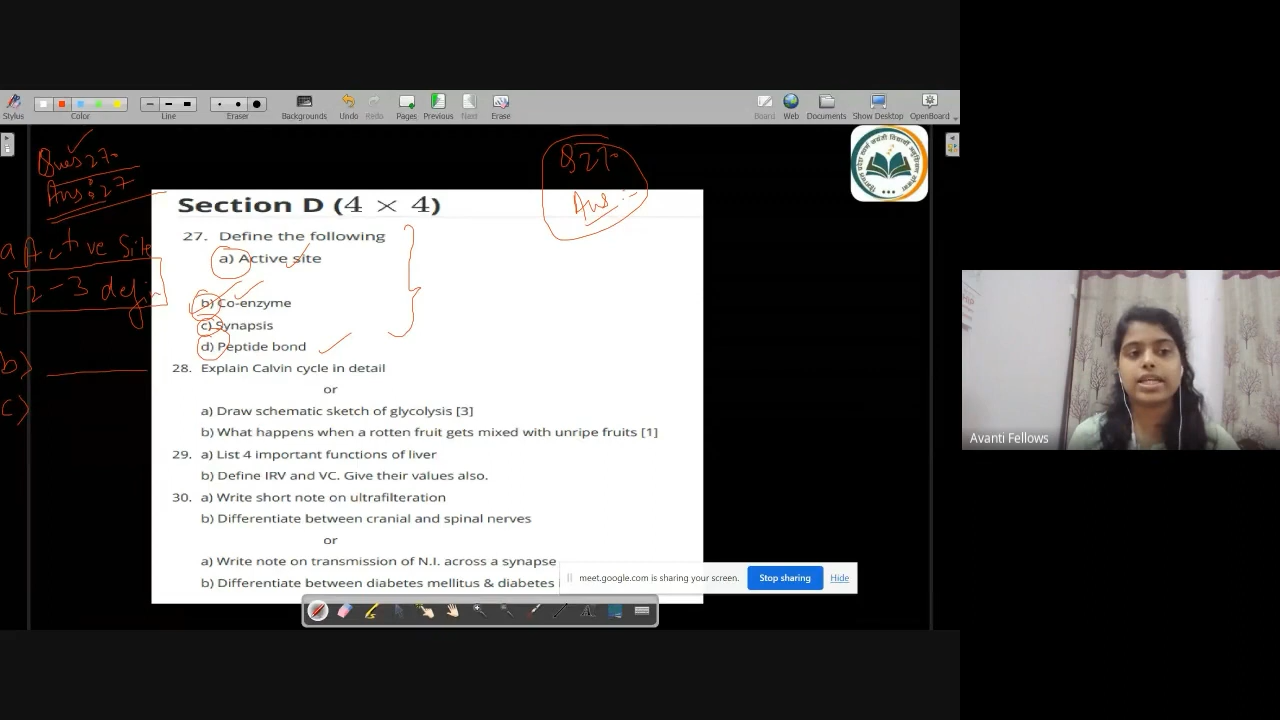 Stylus
Color
Line
Eraser
Backgrounds
Undo
Redo
Pages
Previous
Next
Erase
Board
Web
Documents
Show Desktop
OpenBoard
Ques 27.
Ans: 27
a Active Site
[2-3 defin
b)
c)
Q27.
Ans :-
Section D (4 × 4)
27. Define the following
a) Active site
b) Co-enzyme
c) Synapsis
d) Peptide bond
28. Explain Calvin cycle in detail
or
a) Draw schematic sketch of glycolysis [3]
b) What happens when a rotten fruit gets mixed with unripe fruits [1]
29. a) List 4 important functions of liver
b) Define IRV and VC. Give their values also.
30. a) Write short note on ultrafilteration
b) Differentiate between cranial and spinal nerves
or
a) Write note on transmission of N.I. across a synapse
b) Differentiate between diabetes mellitus & diabetes
meet.google.com is sharing your screen.
Stop sharing
Hide
Avanti Fellows